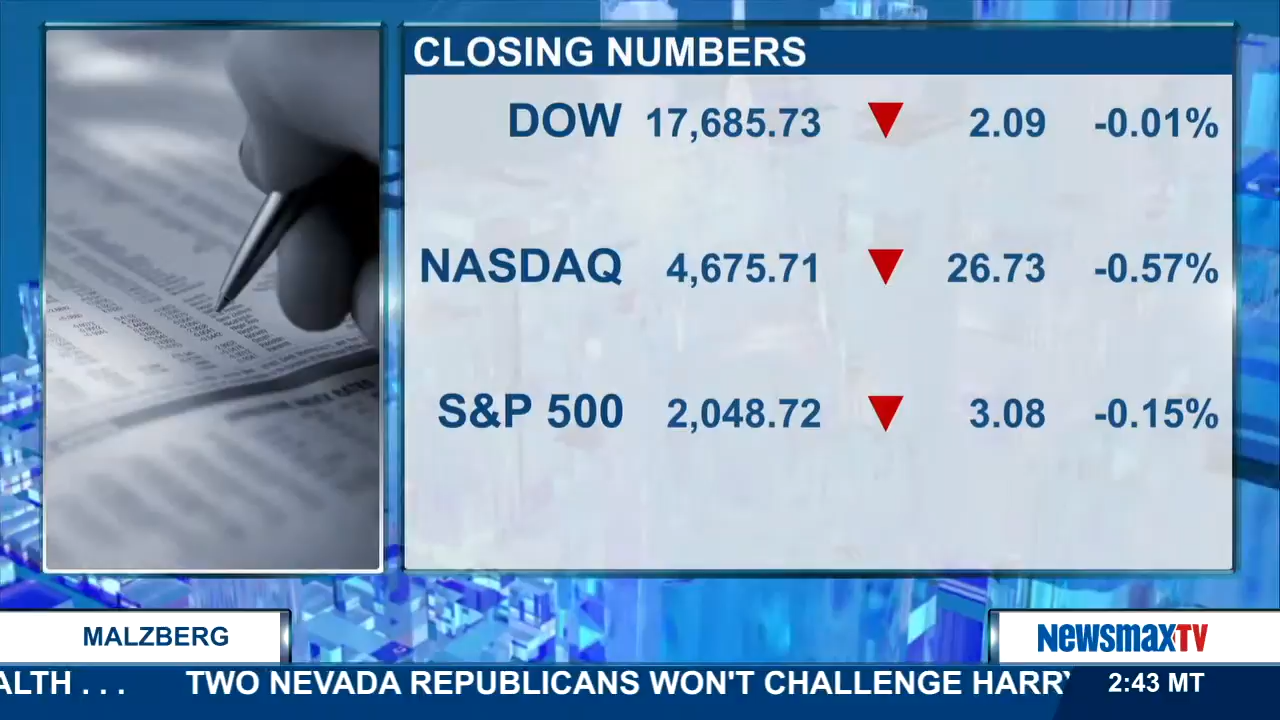 CLOSING NUMBERS
DOW 17,685.73 ▼ 2.09 -0.01%
NASDAQ 4,675.71 ▼ 26.73 -0.57%
S&P 500 2,048.72 ▼ 3.08 -0.15%
MALZBERG
NEWSMAXTV
ALTH . . . TWO NEVADA REPUBLICANS WON'T CHALLENGE HARRY
2:43 MT